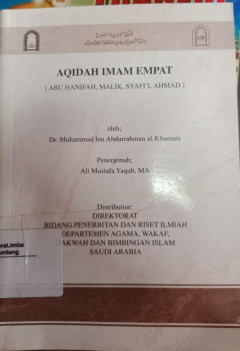 AQIDAH IMAM EMPAT
( ABU HANIFAH, MALIK, SYAFI'I, AHMAD )
oleh;
Dr. Muhammad bin Abdurrahman al-Khumais
Penerjemah;
Ali Mustafa Yaqub, MA
Distributior:
DIREKTORAT
BIDANG PENERBITAN DAN RISET ILMIAH
DEPARTEMEN AGAMA, WAKAF,
DAKWAH DAN BIMBINGAN ISLAM
SAUDI ARABIA